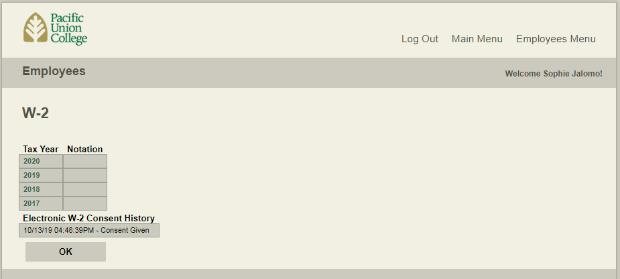 Pacific
Union
College
Log Out Main Menu Employees Menu
Employees
Welcome Sophie Jalomo!
W-2
Tax Year Notation
2020
2019
2018
2017
Electronic W-2 Consent History
10/13/19 04:46:39PM - Consent Given
OK